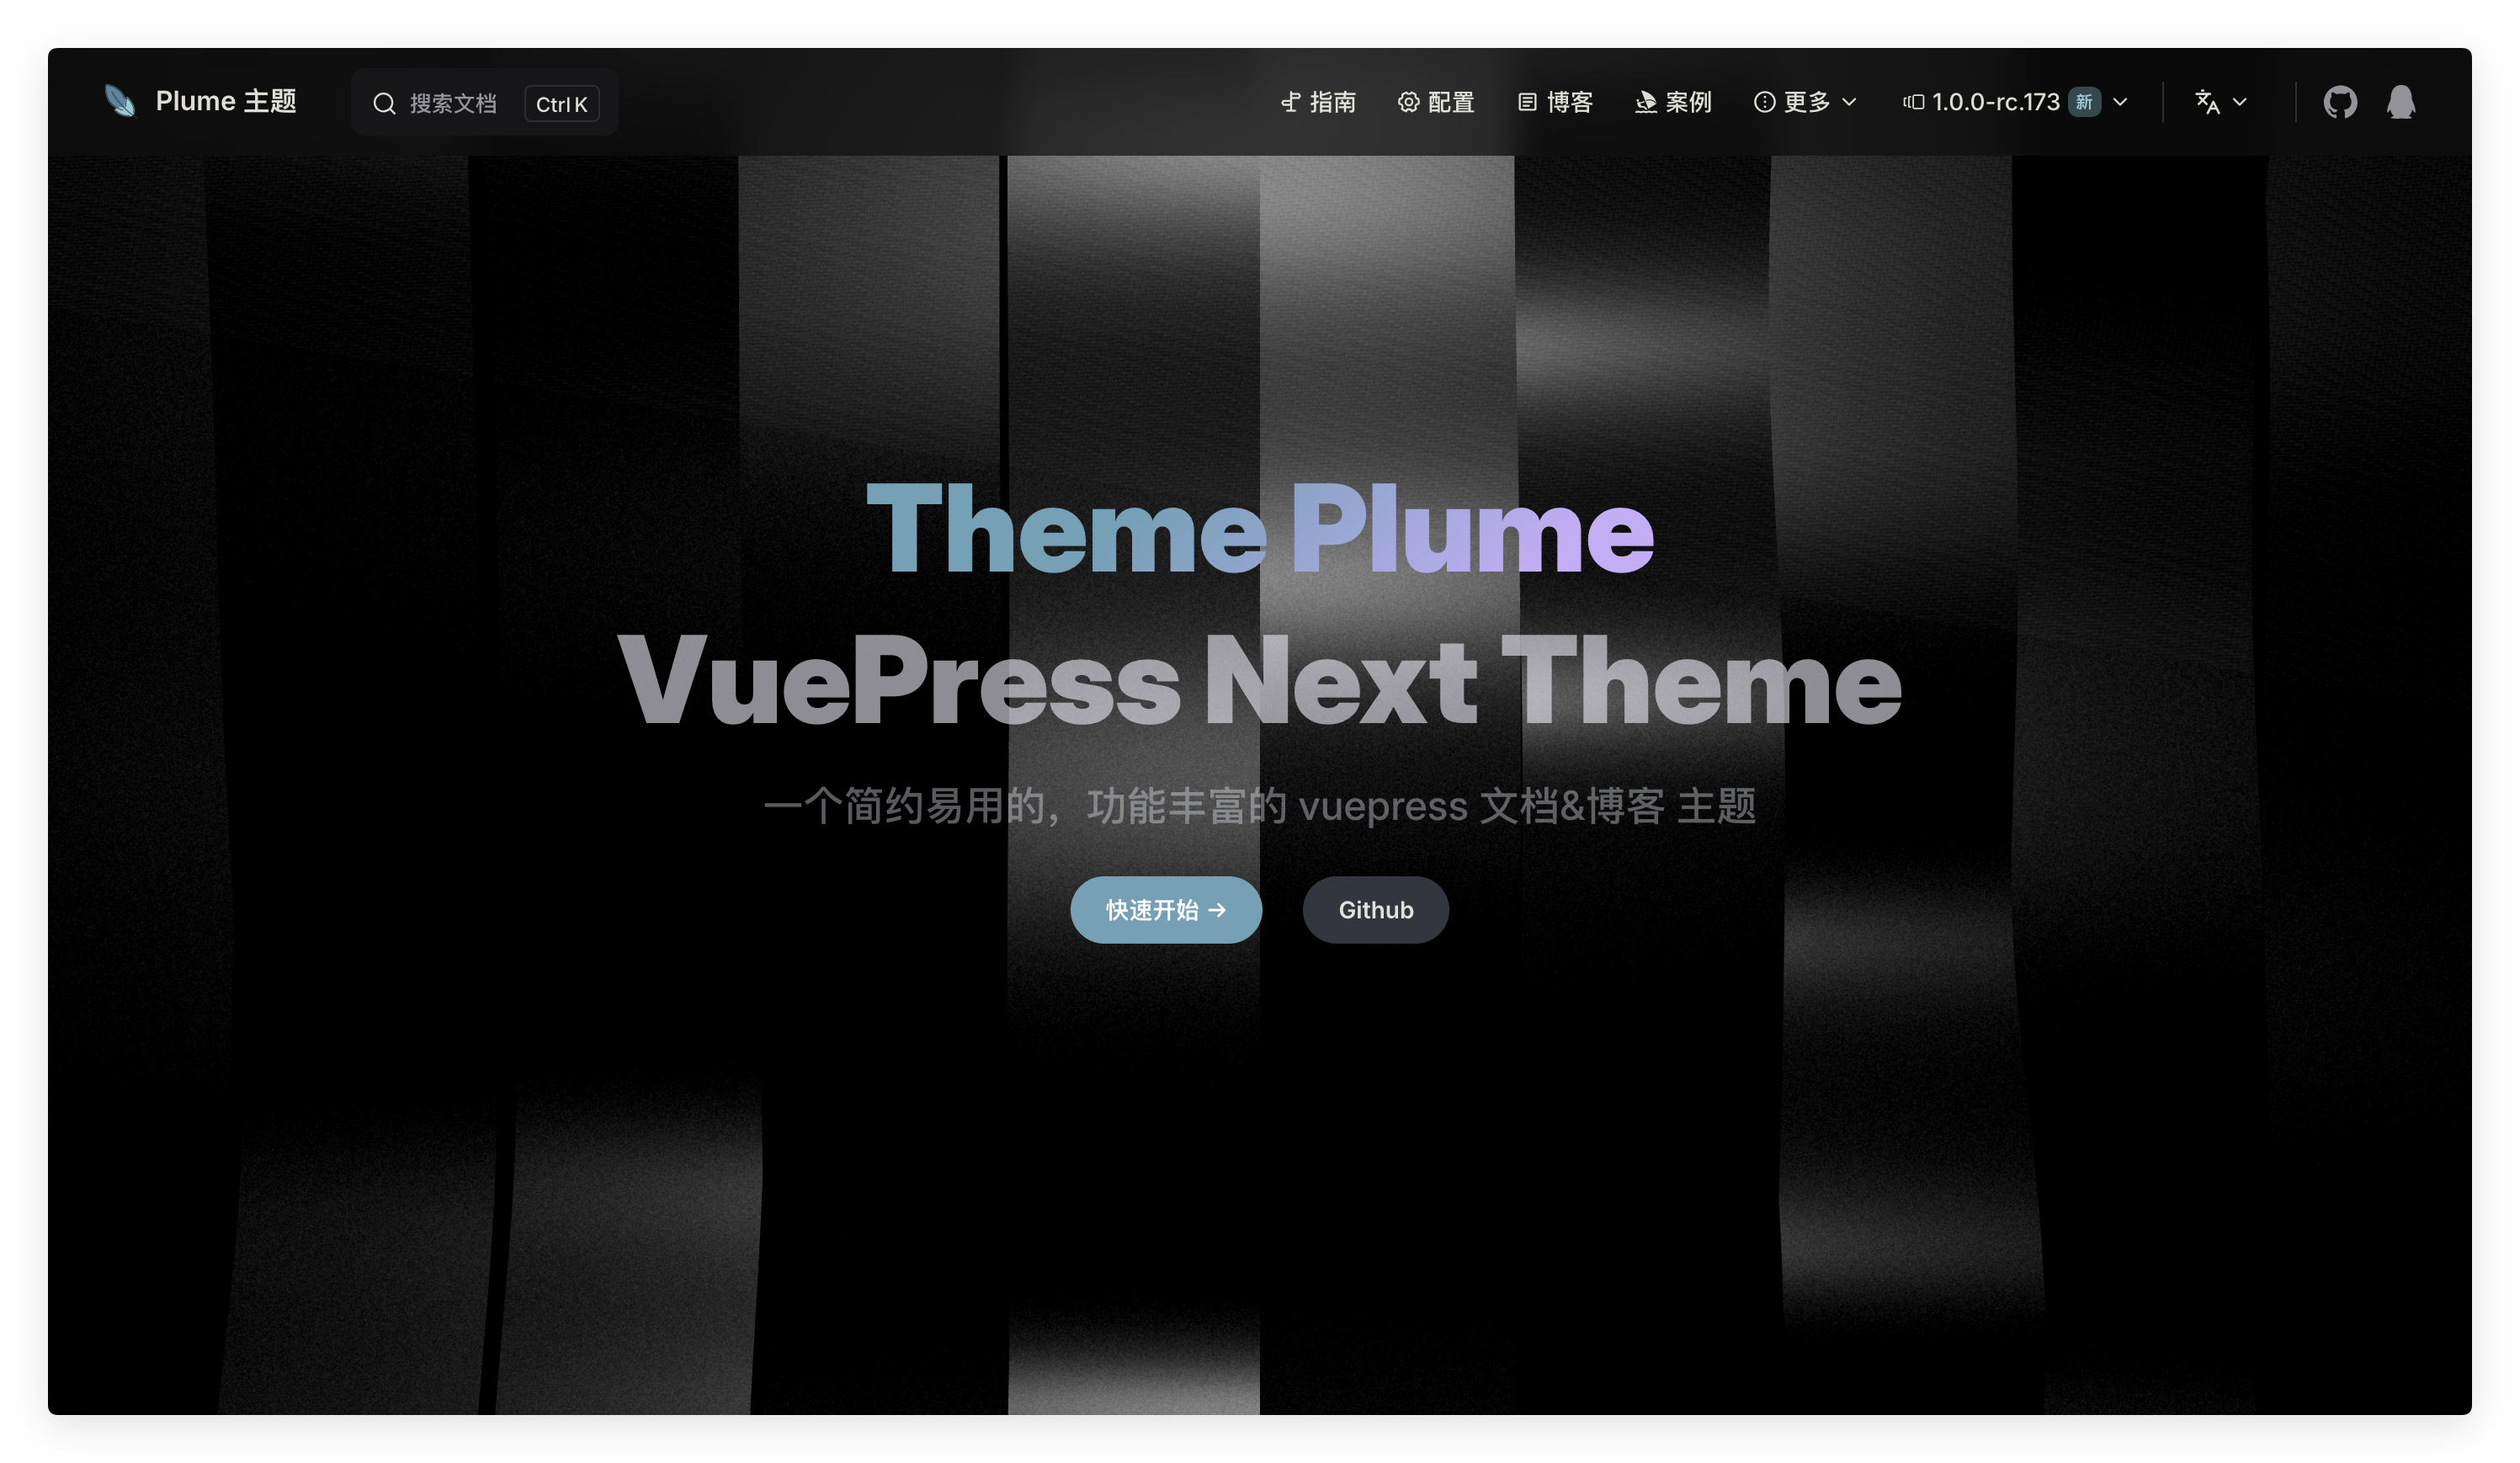 Plume 主题
搜索文档 Ctrl K
指南 配置 博客 案例 更多 1.0.0-rc.173 新
Theme Plume
VuePress Next Theme
一个简约易用的，功能丰富的 vuepress 文档&博客 主题
快速开始 →
Github